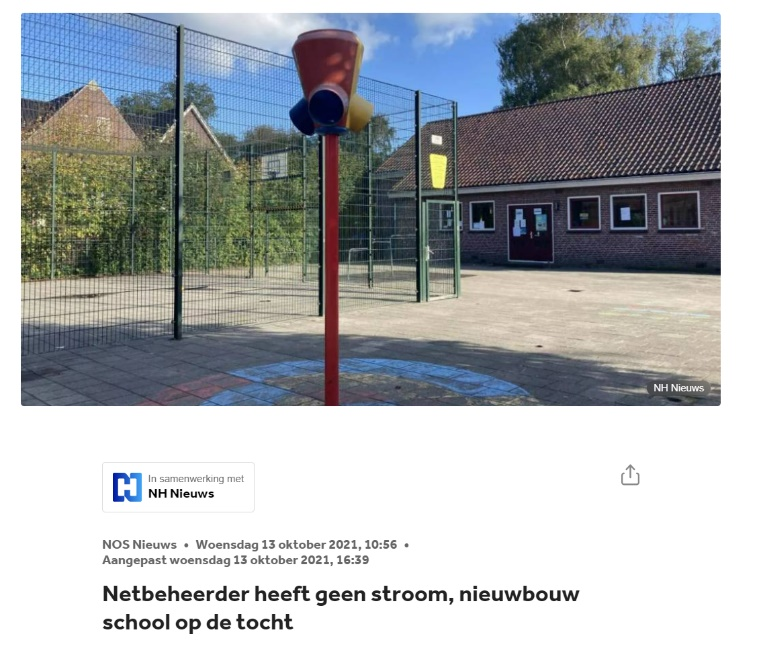 NH Nieuws
In samenwerking met
NH Nieuws
NOS Nieuws • Woensdag 13 oktober 2021, 10:56 •
Aangepast woensdag 13 oktober 2021, 16:39
Netbeheerder heeft geen stroom, nieuwbouw
school op de tocht